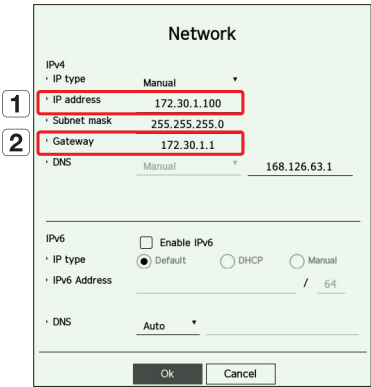 Network
IPv4
IP type Manual
1 IP address 172.30.1.100
Subnet mask 255.255.255.0
2 Gateway 172.30.1.1
DNS Manual 168.126.63.1
IPv6 Enable IPv6
IP type Default DHCP Manual
IPv6 Address / 64
DNS Auto
Ok Cancel